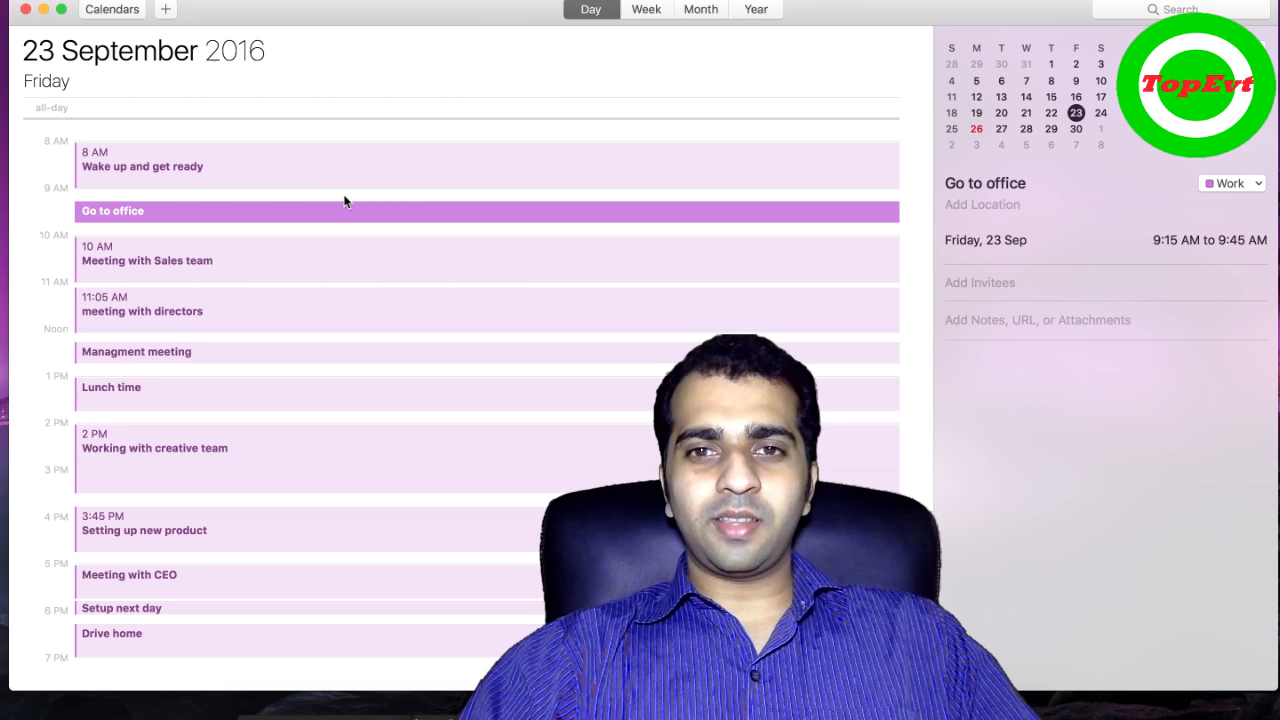 Calendars
+
Day
Week
Month
Year
Search
23 September 2016
Friday
all-day
8 AM
8 AM
Wake up and get ready
9 AM
Go to office
10 AM
10 AM
Meeting with Sales team
11 AM
11:05 AM
meeting with directors
Noon
Managment meeting
1 PM
Lunch time
2 PM
2 PM
Working with creative team
3 PM
4 PM
3:45 PM
Setting up new product
5 PM
Meeting with CEO
6 PM
Setup next day
Drive home
7 PM
S M T W T F S
28 29 30 31 1 2 3
4 5 6 7 8 9 10
11 12 13 14 15 16 17
18 19 20 21 22 23 24
25 26 27 28 29 30 1
2 3 4 5 6 7 8
TopEvt
Go to office
Work
Add Location
Friday, 23 Sep
9:15 AM to 9:45 AM
Add Invitees
Add Notes, URL, or Attachments